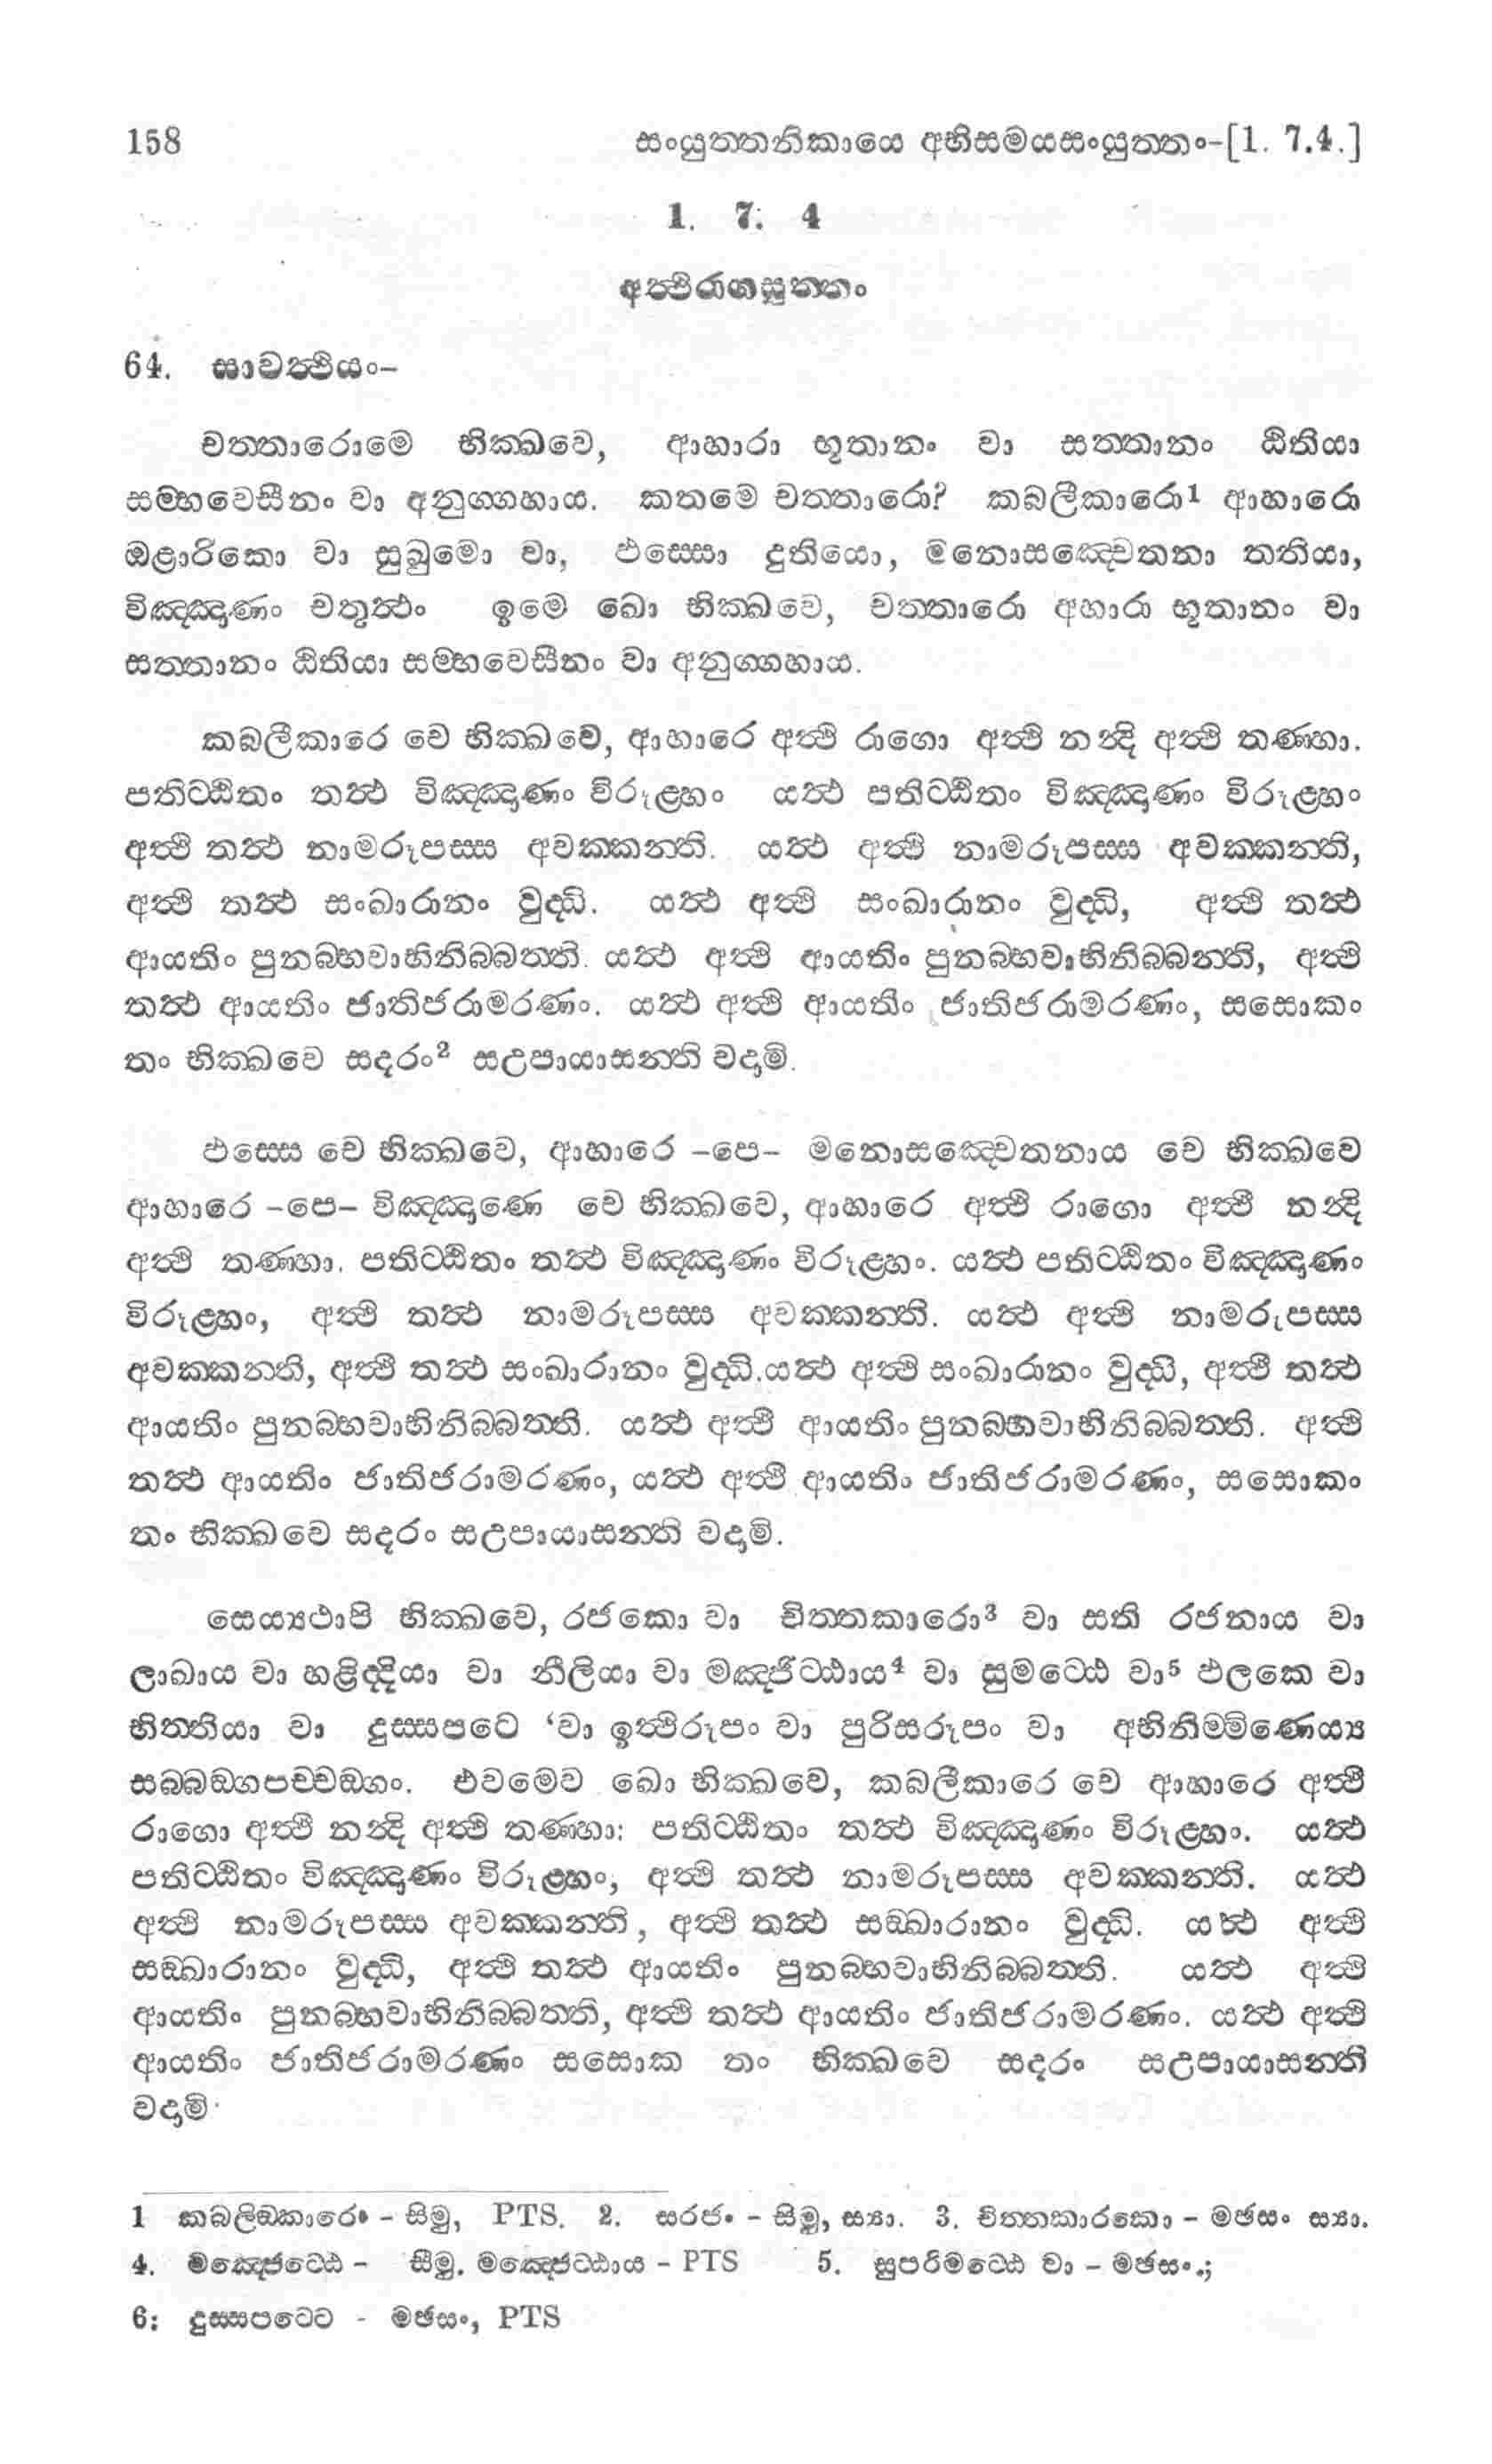 158 සංයුත්තනිකායෙ අභිසමයසංයුත්තං-[1. 7.4.]
1. 7. 4
අත්ථිරාගසුත්තං
64. සාවත්ථියං-
චත්තාරොමෙ භික්ඛවෙ, ආහාරා භූතානං වා සත්තානං ඨිතියා
සම්භවෙසීනං වා අනුග්ගහාය. කතමෙ චත්තාරො? කබලීකාරො1 ආහාරො
ඔළාරිකො වා සුඛුමො වා, ඵස්සො දුතියො, මනොසඤ්චෙතනා තතියා,
විඤ්ඤාණං චතුත්ථං ඉමෙ ඛො භික්ඛවෙ, චත්තාරො අහාරා භූතානං වා
සත්තානං ඨිතියා සම්භවෙසීනං වා අනුග්ගහාය.
කබලීකාරෙ චෙ භික්ඛවෙ, ආහාරෙ අත්ථි රාගො අත්ථි නන්දි අත්ථි තණ්හා.
පතිට්ඨිතං තත්ථ විඤ්ඤාණං විරූළ්හං යත්ථ පතිට්ඨිතං විඤ්ඤාණං විරූළ්හං
අත්ථි තත්ථ නාමරූපස්ස අවක්කන්ති. යත්ථ අත්ථි නාමරූපස්ස අවක්කන්ති,
අත්ථි තත්ථ සංඛාරානං වුද්ධි. යත්ථ අත්ථි සංඛාරානං වුද්ධි, අත්ථි තත්ථ
ආයතිං පුනබ්භවාභිනිබ්බත්ති. යත්ථ අත්ථි ආයතිං පුනබ්භවාභිනිබ්බත්ති, අත්ථි
තත්ථ ආයතිං ජාතිජරාමරණං. යත්ථ අත්ථි ආයතිං ජාතිජරාමරණං, සසොකං
තං භික්ඛවෙ සදරං2 සඋපායාසන්ති වදාමි.
ඵස්සෙ චෙ භික්ඛවෙ, ආහාරෙ -පෙ- මනොසඤ්චෙතනාය චෙ භික්ඛවෙ
ආහාරෙ -පෙ- විඤ්ඤාණෙ චෙ භික්ඛවෙ, ආහාරෙ අත්ථි රාගො අත්ථි නන්දි
අත්ථි තණ්හා. පතිට්ඨිතං තත්ථ විඤ්ඤාණං විරූළ්හං. යත්ථ පතිට්ඨිතං විඤ්ඤාණං
විරූළ්හං, අත්ථි තත්ථ නාමරූපස්ස අවක්කන්ති. යත්ථ අත්ථි නාමරූපස්ස
අවක්කන්ති, අත්ථි තත්ථ සංඛාරානං වුද්ධි.යත්ථ අත්ථි සංඛාරානං වුද්ධි, අත්ථි තත්ථ
ආයතිං පුනබ්භවාභිනිබ්බත්ති. යත්ථ අත්ථි ආයතිං පුනබ්භවාභිනිබ්බත්ති. අත්ථි
තත්ථ ආයතිං ජාතිජරාමරණං, යත්ථ අත්ථි ආයතිං ජාතිජරාමරණං, සසොකං
තං භික්ඛවෙ සදරං සඋපායාසන්ති වදාමි.
සෙය්‍යථාපි භික්ඛවෙ, රජකො වා චිත්තකාරො3 වා සති රජනාය වා
ලාඛාය වා හළිද්දියා වා නීලියා වා මඤ්ජිට්ඨාය4 වා සුමට්ඨෙ වා5 ඵලකෙ වා
භිත්තියා වා දුස්සපටෙ ‘වා ඉත්ථිරූපං වා පුරිසරූපං වා අභිනිම්මිණෙය්‍ය
සබ්බඞ්ගපච්චඞ්ගං. එවමෙව ඛො භික්ඛවෙ, කබලීකාරෙ චෙ ආහාරෙ අත්ථි
රාගො අත්ථි නන්දි අත්ථි තණ්හා: පතිට්ඨිතං තත්ථ විඤ්ඤාණං විරූළ්හං. යත්ථ
පතිට්ඨිතං විඤ්ඤාණං විරූළ්හං, අත්ථි තත්ථ නාමරූපස්ස අවක්කන්ති. යත්ථ
අත්ථි නාමරූපස්ස අවක්කන්ති, අත්ථි තත්ථ සඞ්ඛාරානං වුද්ධි. යත්ථ අත්ථි
සඞ්ඛාරානං වුද්ධි, අත්ථි තත්ථ ආයතිං පුනබ්භවාභිනිබ්බත්ති. යත්ථ අත්ථි
ආයතිං පුනබ්භවාභිනිබ්බත්ති, අත්ථි තත්ථ ආයතිං ජාතිජරාමරණං. යත්ථ අත්ථි
ආයතිං ජාතිජරාමරණං සසොක තං භික්ඛවෙ සදරං සඋපායාසන්ති
වදාමි.
1 කබලිඞ්කාරො - සිමු, PTS. 2. සරජං - සිමු, ස්‍යා. 3. චිත්තකාරකො - මඡසං ස්‍යා.
4. මඤ්ජෙට්ඨෙ - සීමු. මඤ්ජෙට්ඨාය - PTS 5. සුපරිමට්ඨෙ වා - මඡසං.;
6: දුස්සපට්ටෙ - මඡසං, PTS